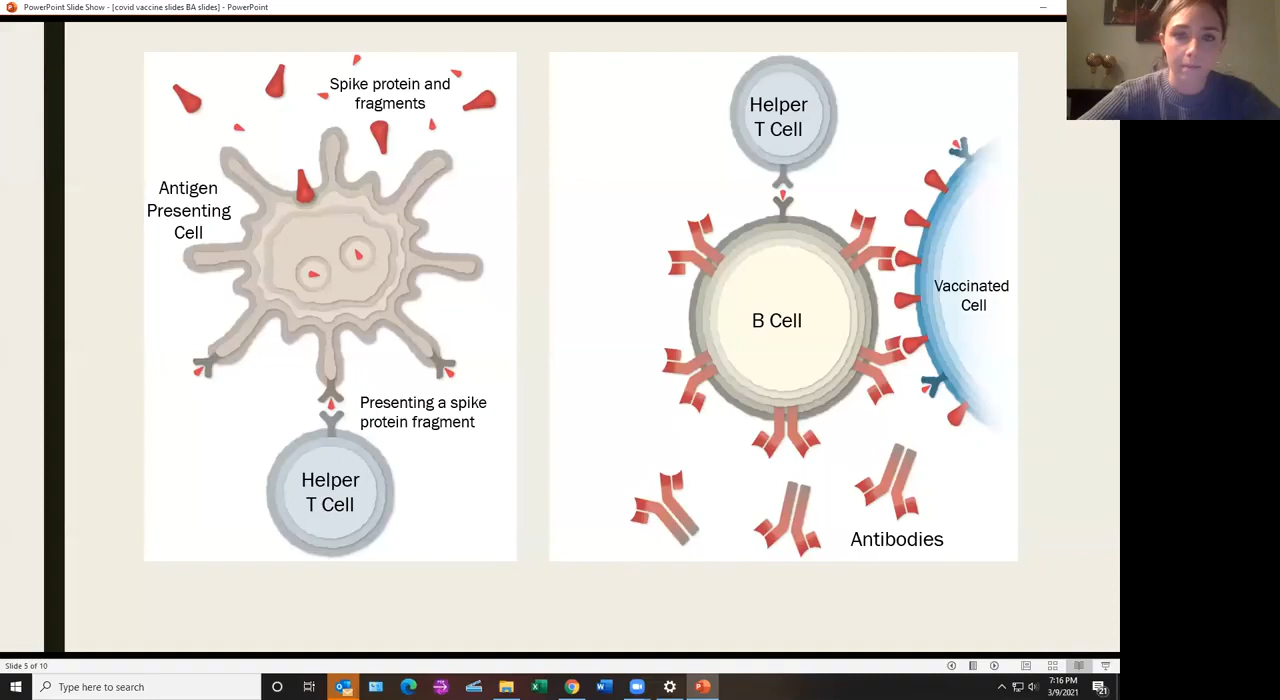 PowerPoint Slide Show - [covid vaccine slides BA slides] - PowerPoint
Spike protein and
fragments
Antigen
Presenting
Cell
Presenting a spike
protein fragment
Helper
T Cell
Helper
T Cell
B Cell
Vaccinated
Cell
Antibodies
Slide 5 of 10
Type here to search
7:16 PM
3/9/2021
21